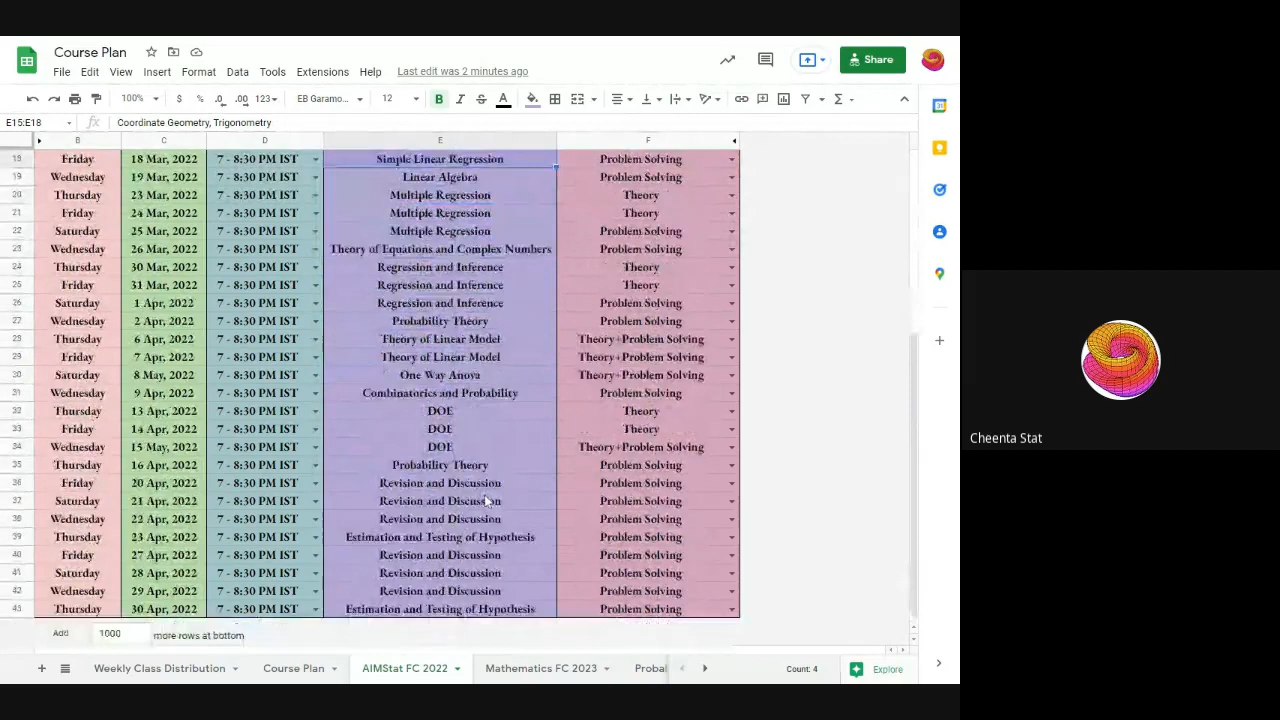 Course Plan
File Edit View Insert Format Data Tools Extensions Help Last edit was 2 minutes ago
Share
100% $ % .0 .00 123 EB Garamo... 12 B I S A
E15:E18 fx Coordinate Geometry, Trigonometry
B C D E F
18 Friday 18 Mar, 2022 7 - 8:30 PM IST Simple Linear Regression Problem Solving
19 Wednesday 19 Mar, 2022 7 - 8:30 PM IST Linear Algebra Problem Solving
20 Thursday 23 Mar, 2022 7 - 8:30 PM IST Multiple Regression Theory
21 Friday 24 Mar, 2022 7 - 8:30 PM IST Multiple Regression Theory
22 Saturday 25 Mar, 2022 7 - 8:30 PM IST Multiple Regression Problem Solving
23 Wednesday 26 Mar, 2022 7 - 8:30 PM IST Theory of Equations and Complex Numbers Problem Solving
24 Thursday 30 Mar, 2022 7 - 8:30 PM IST Regression and Inference Theory
25 Friday 31 Mar, 2022 7 - 8:30 PM IST Regression and Inference Theory
26 Saturday 1 Apr, 2022 7 - 8:30 PM IST Regression and Inference Problem Solving
27 Wednesday 2 Apr, 2022 7 - 8:30 PM IST Probability Theory Problem Solving
28 Thursday 6 Apr, 2022 7 - 8:30 PM IST Theory of Linear Model Theory+Problem Solving
29 Friday 7 Apr, 2022 7 - 8:30 PM IST Theory of Linear Model Theory+Problem Solving
30 Saturday 8 May, 2022 7 - 8:30 PM IST One Way Anova Theory+Problem Solving
31 Wednesday 9 Apr, 2022 7 - 8:30 PM IST Combinatorics and Probability Problem Solving
32 Thursday 13 Apr, 2022 7 - 8:30 PM IST DOE Theory
33 Friday 14 Apr, 2022 7 - 8:30 PM IST DOE Theory
34 Wednesday 15 May, 2022 7 - 8:30 PM IST DOE Theory+Problem Solving
35 Thursday 16 Apr, 2022 7 - 8:30 PM IST Probability Theory Problem Solving
36 Friday 20 Apr, 2022 7 - 8:30 PM IST Revision and Discussion Problem Solving
37 Saturday 21 Apr, 2022 7 - 8:30 PM IST Revision and Discussion Problem Solving
38 Wednesday 22 Apr, 2022 7 - 8:30 PM IST Revision and Discussion Problem Solving
39 Thursday 23 Apr, 2022 7 - 8:30 PM IST Estimation and Testing of Hypothesis Problem Solving
40 Friday 27 Apr, 2022 7 - 8:30 PM IST Revision and Discussion Problem Solving
41 Saturday 28 Apr, 2022 7 - 8:30 PM IST Revision and Discussion Problem Solving
42 Wednesday 29 Apr, 2022 7 - 8:30 PM IST Revision and Discussion Problem Solving
43 Thursday 30 Apr, 2022 7 - 8:30 PM IST Estimation and Testing of Hypothesis Problem Solving
Add 1000 more rows at bottom
Weekly Class Distribution Course Plan AIMStat FC 2022 Mathematics FC 2023 Probal Count: 4 Explore
Cheenta Stat